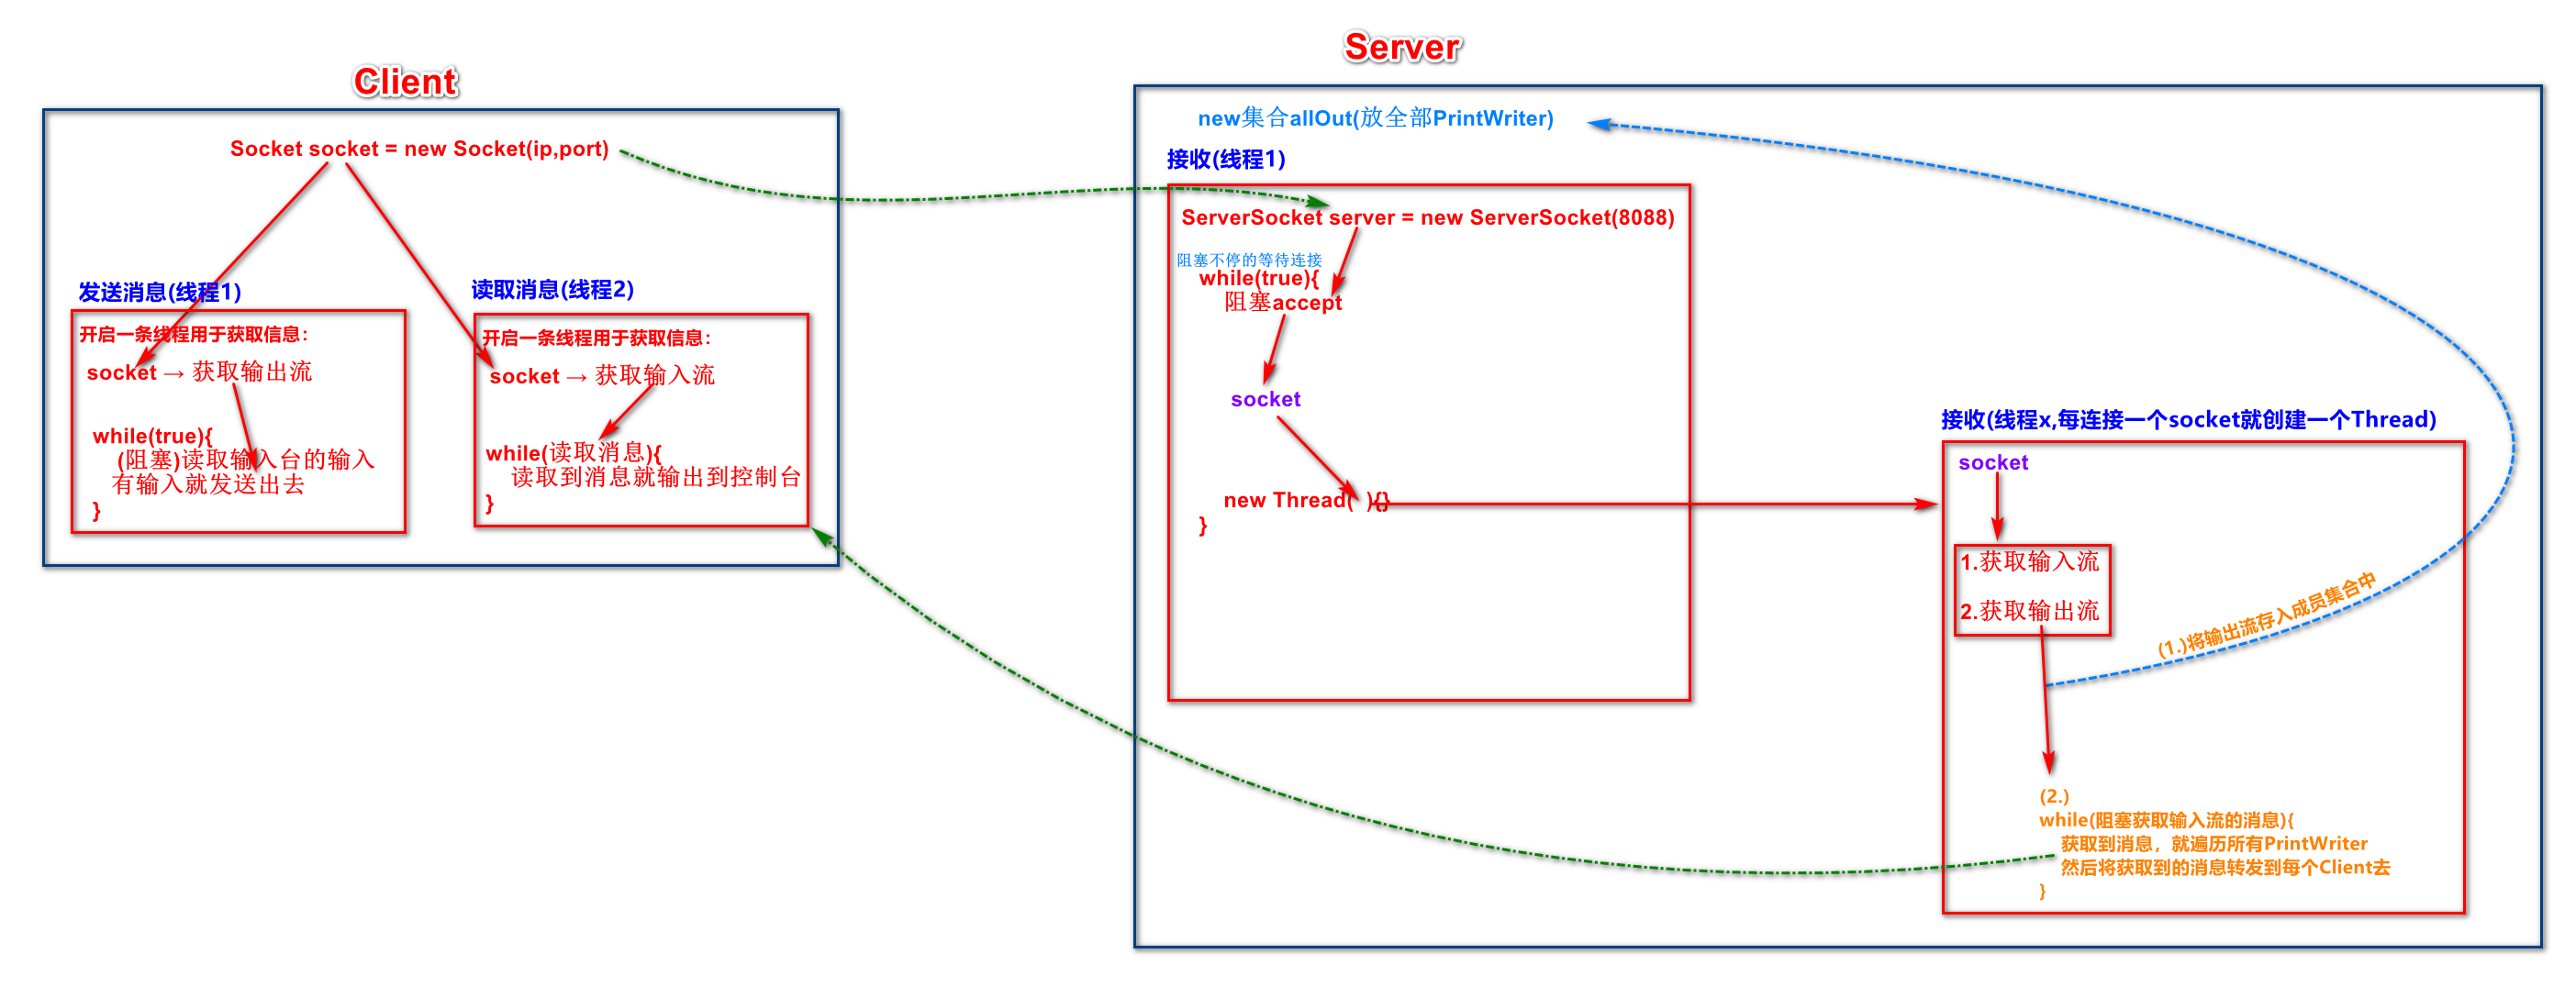 Client
Socket socket = new Socket(ip,port)
发送消息(线程1)
开启一条线程用于获取信息：
socket → 获取输出流
while(true){
(阻塞)读取输入台的输入
有输入就发送出去
}
读取消息(线程2)
开启一条线程用于获取信息：
socket → 获取输入流
while(读取消息){
读取到消息就输出到控制台
}
Server
new集合allOut(放全部PrintWriter)
接收(线程1)
ServerSocket server = new ServerSocket(8088)
阻塞不停的等待连接
while(true){
阻塞accept
socket
new Thread( ){}
}
接收(线程x,每连接一个socket就创建一个Thread)
socket
1.获取输入流
2.获取输出流
(1.)将输出流存入成员集合中
(2.)
while(阻塞获取输入流的消息){
获取到消息，就遍历所有PrintWriter
然后将获取到的消息转发到每个Client去
}